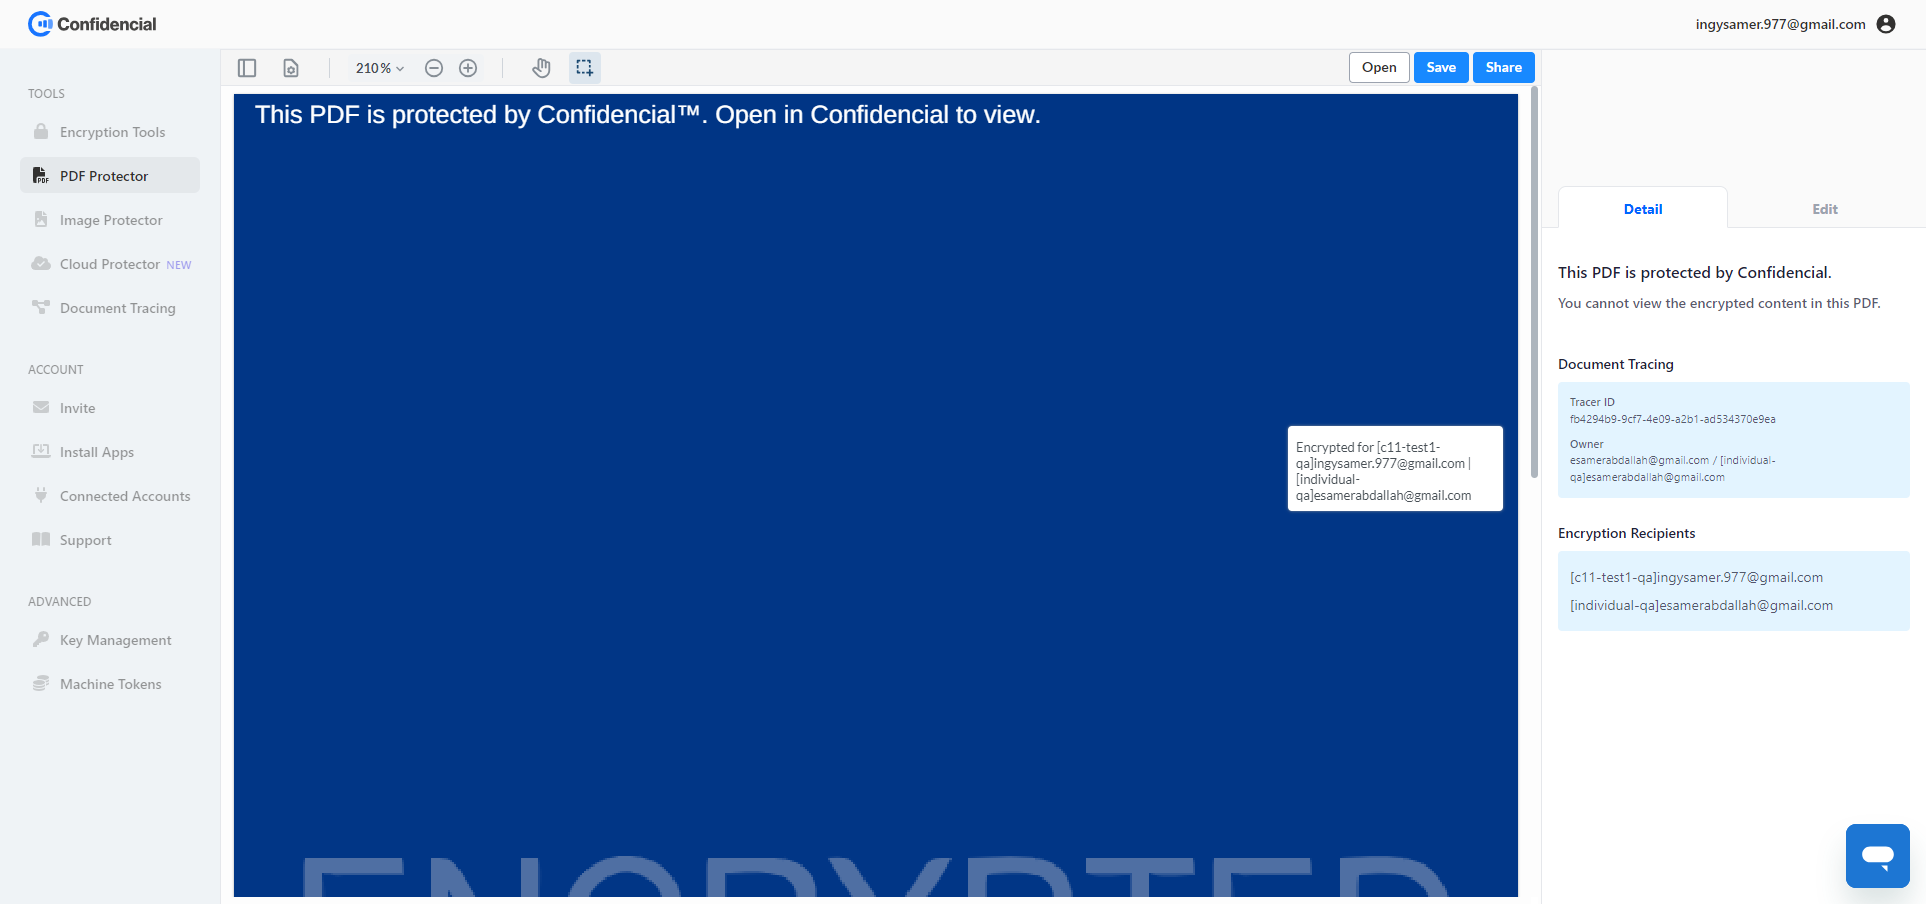 Confidencial
ingysamer.977@gmail.com
TOOLS
Encryption Tools
PDF Protector
Image Protector
Cloud Protector NEW
Document Tracing
ACCOUNT
Invite
Install Apps
Connected Accounts
Support
ADVANCED
Key Management
Machine Tokens
210%
Open
Save
Share
This PDF is protected by Confidencial™. Open in Confidencial to view.
Encrypted for [c11-test1-
qa]ingysamer.977@gmail.com |
[individual-
qa]esamerabdallah@gmail.com
ENCRYPTED
Detail
Edit
This PDF is protected by Confidencial.
You cannot view the encrypted content in this PDF.
Document Tracing
Tracer ID
fb4294b9-9cf7-4e09-a2b1-ad534370e9ea
Owner
esamerabdallah@gmail.com / [individual-
qa]esamerabdallah@gmail.com
Encryption Recipients
[c11-test1-qa]ingysamer.977@gmail.com
[individual-qa]esamerabdallah@gmail.com